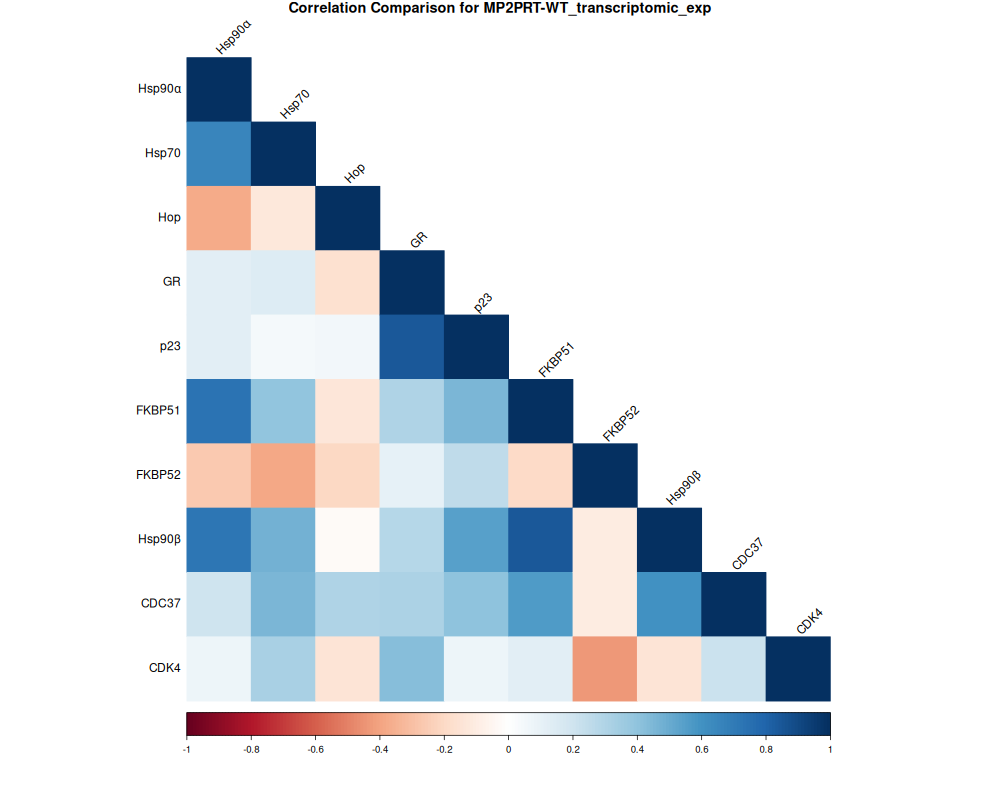 Correlation Comparison for MP2PRT-WT_transcriptomic_exp
Hsp90α
Hsp90α
Hsp70
Hsp70
Hop
Hop
GR
GR
p23
p23
FKBP51
FKBP51
FKBP52
FKBP52
Hsp90β
Hsp90β
CDC37
CDC37
CDK4
CDK4
-1 -0.8 -0.6 -0.4 -0.2 0 0.2 0.4 0.6 0.8 1